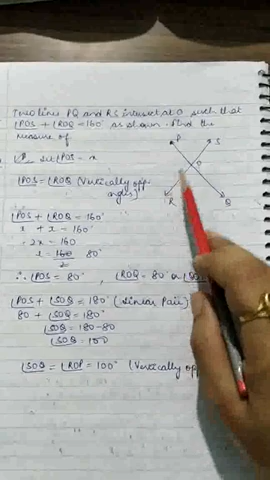 Two lines PQ and RS intersect at O such that
∠POS + ∠ROQ = 160° as shown. Find the
measure of
Let ∠POS = x
∠POS = ∠ROQ (Vertically opp.
angles)
∠POS + ∠ROQ = 160°
x + x = 160°
2x = 160
x = 160/2 80°
∴ ∠POS = 80° , ∠ROQ = 80°
∠POS + ∠SOQ = 180° (Linear Pair)
80 + ∠SOQ = 180°
∠SOQ = 180-80
∠SOQ = 100
∠SOQ = ∠ROP = 100° (Vertically op
P
S
O
R
Q